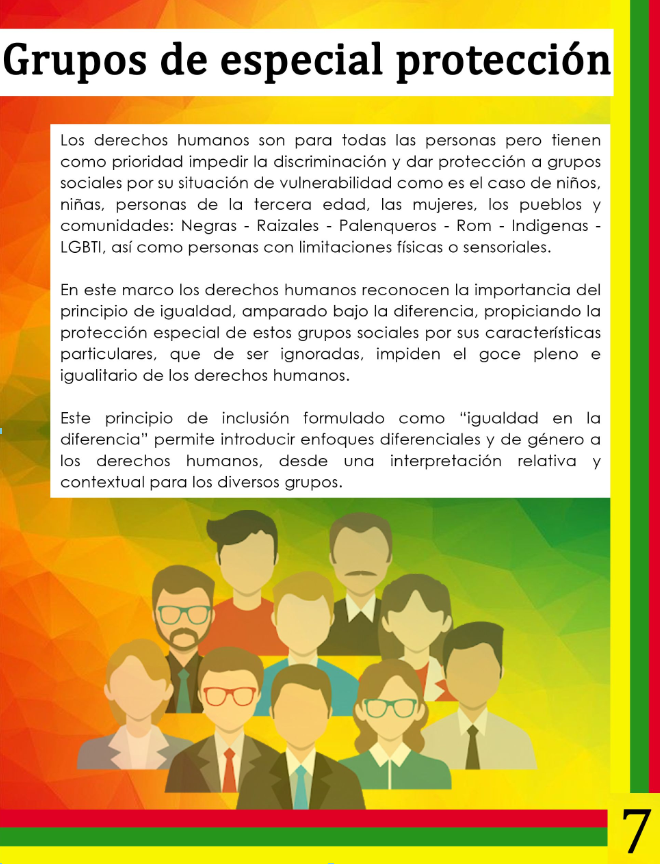 Grupos de especial protección
Los derechos humanos son para todas las personas pero tienen
como prioridad impedir la discriminación y dar protección a grupos
sociales por su situación de vulnerabilidad como es el caso de niños,
niñas, personas de la tercera edad, las mujeres, los pueblos y
comunidades: Negras - Raizales - Palenqueros - Rom - Indigenas -
LGBTI, así como personas con limitaciones físicas o sensoriales.
En este marco los derechos humanos reconocen la importancia del
principio de igualdad, amparado bajo la diferencia, propiciando la
protección especial de estos grupos sociales por sus características
particulares, que de ser ignoradas, impiden el goce pleno e
igualitario de los derechos humanos.
Este principio de inclusión formulado como “igualdad en la
diferencia” permite introducir enfoques diferenciales y de género a
los derechos humanos, desde una interpretación relativa y
contextual para los diversos grupos.
7